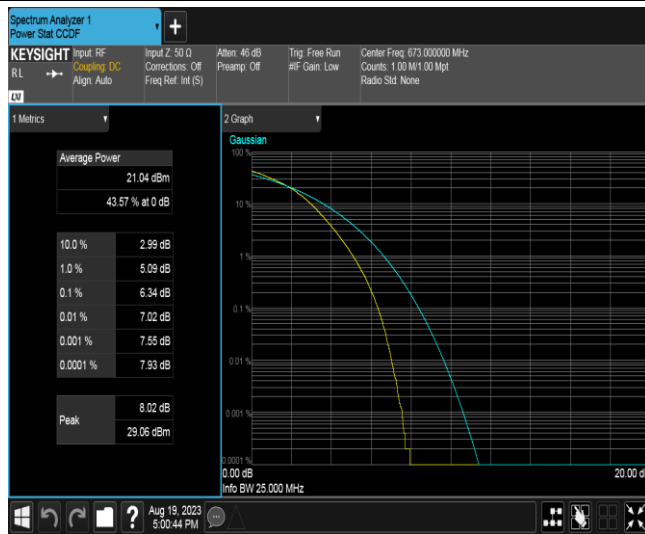 Spectrum Analyzer 1
Power Stat CCDF
+
KEYSIGHT
RL
LXI
Input: RF
Coupling: DC
Align: Auto
Input Z: 50 Ω
Corrections: Off
Freq Ref: Int (S)
Atten: 46 dB
Preamp: Off
Trig: Free Run
#IF Gain: Low
Center Freq: 673.000000 MHz
Counts: 1.00 M/1.00 Mpt
Radio Std: None
1 Metrics
Average Power
21.04 dBm
43.57 % at 0 dB
10.0 % 2.99 dB
1.0 % 5.09 dB
0.1 % 6.34 dB
0.01 % 7.02 dB
0.001 % 7.55 dB
0.0001 % 7.93 dB
Peak
8.02 dB
29.06 dBm
2 Graph
Gaussian
100 %
10 %
1 %
0.1 %
0.01 %
0.001 %
0.0001 %
0.00 dB
20.00 d
Info BW 25.000 MHz
?
Aug 19, 2023
5:00:44 PM